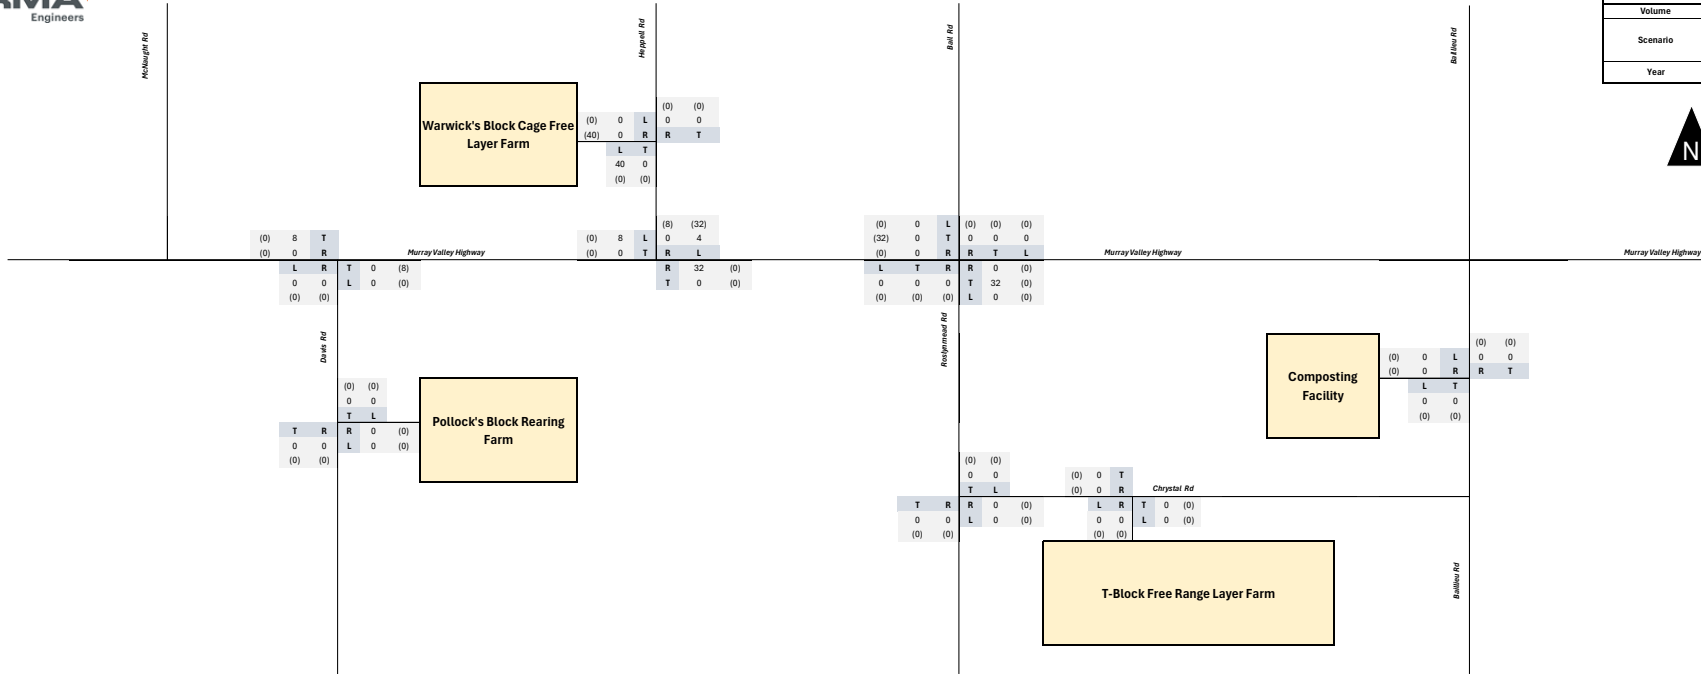 Engineers
McNaught Rd
Heppell Rd
Bail Rd
Baillieu Rd
Volume
Scenario
Year
N
Warwick's Block Cage Free
Layer Farm
(0) (0)
(0) 0 L 0 0
(40) 0 R R T
L T
40 0
(0) (0)
(8) (32)
(0) 8 T
(0) 0 R
Murray Valley Highway
L R T 0 (8)
0 0 L 0 (0)
(0) (0)
(0) 8 L 0 4
(0) 0 T R L
R 32 (0)
T 0 (0)
(0) 0 L (0) (0) (0)
(32) 0 T 0 0 0
(0) 0 R R T L
L T R R 0 (0)
0 0 0 T 32 (0)
(0) (0) (0) L 0 (0)
Murray Valley Highway
Murray Valley Highway
Davis Rd
Roslynmead Rd
(0) (0)
0 0
T L
T R R 0 (0)
0 0 L 0 (0)
(0) (0)
Pollock's Block Rearing
Farm
Composting
Facility
(0) (0)
(0) 0 L 0 0
(0) 0 R R T
L T
0 0
(0) (0)
(0) (0)
0 0
T L
T R R 0 (0)
0 0 L 0 (0)
(0) (0)
(0) 0 T
(0) 0 R
Chrystal Rd
L R T 0 (0)
0 0 L 0 (0)
(0) (0)
T-Block Free Range Layer Farm
Baillieu Rd